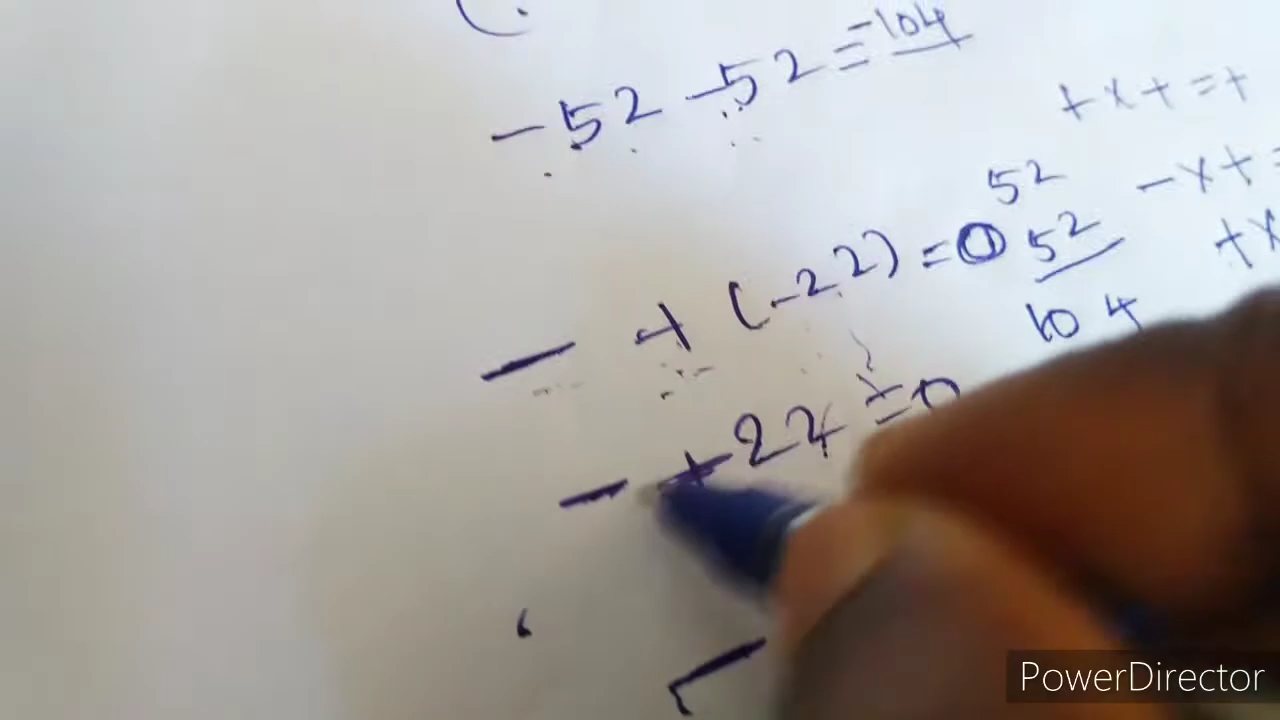 -52 -52 = -104
+ x + = +
52
- x + =
— + (-22) = 0
52
+ x
104
- + 22 = 0
PowerDirector